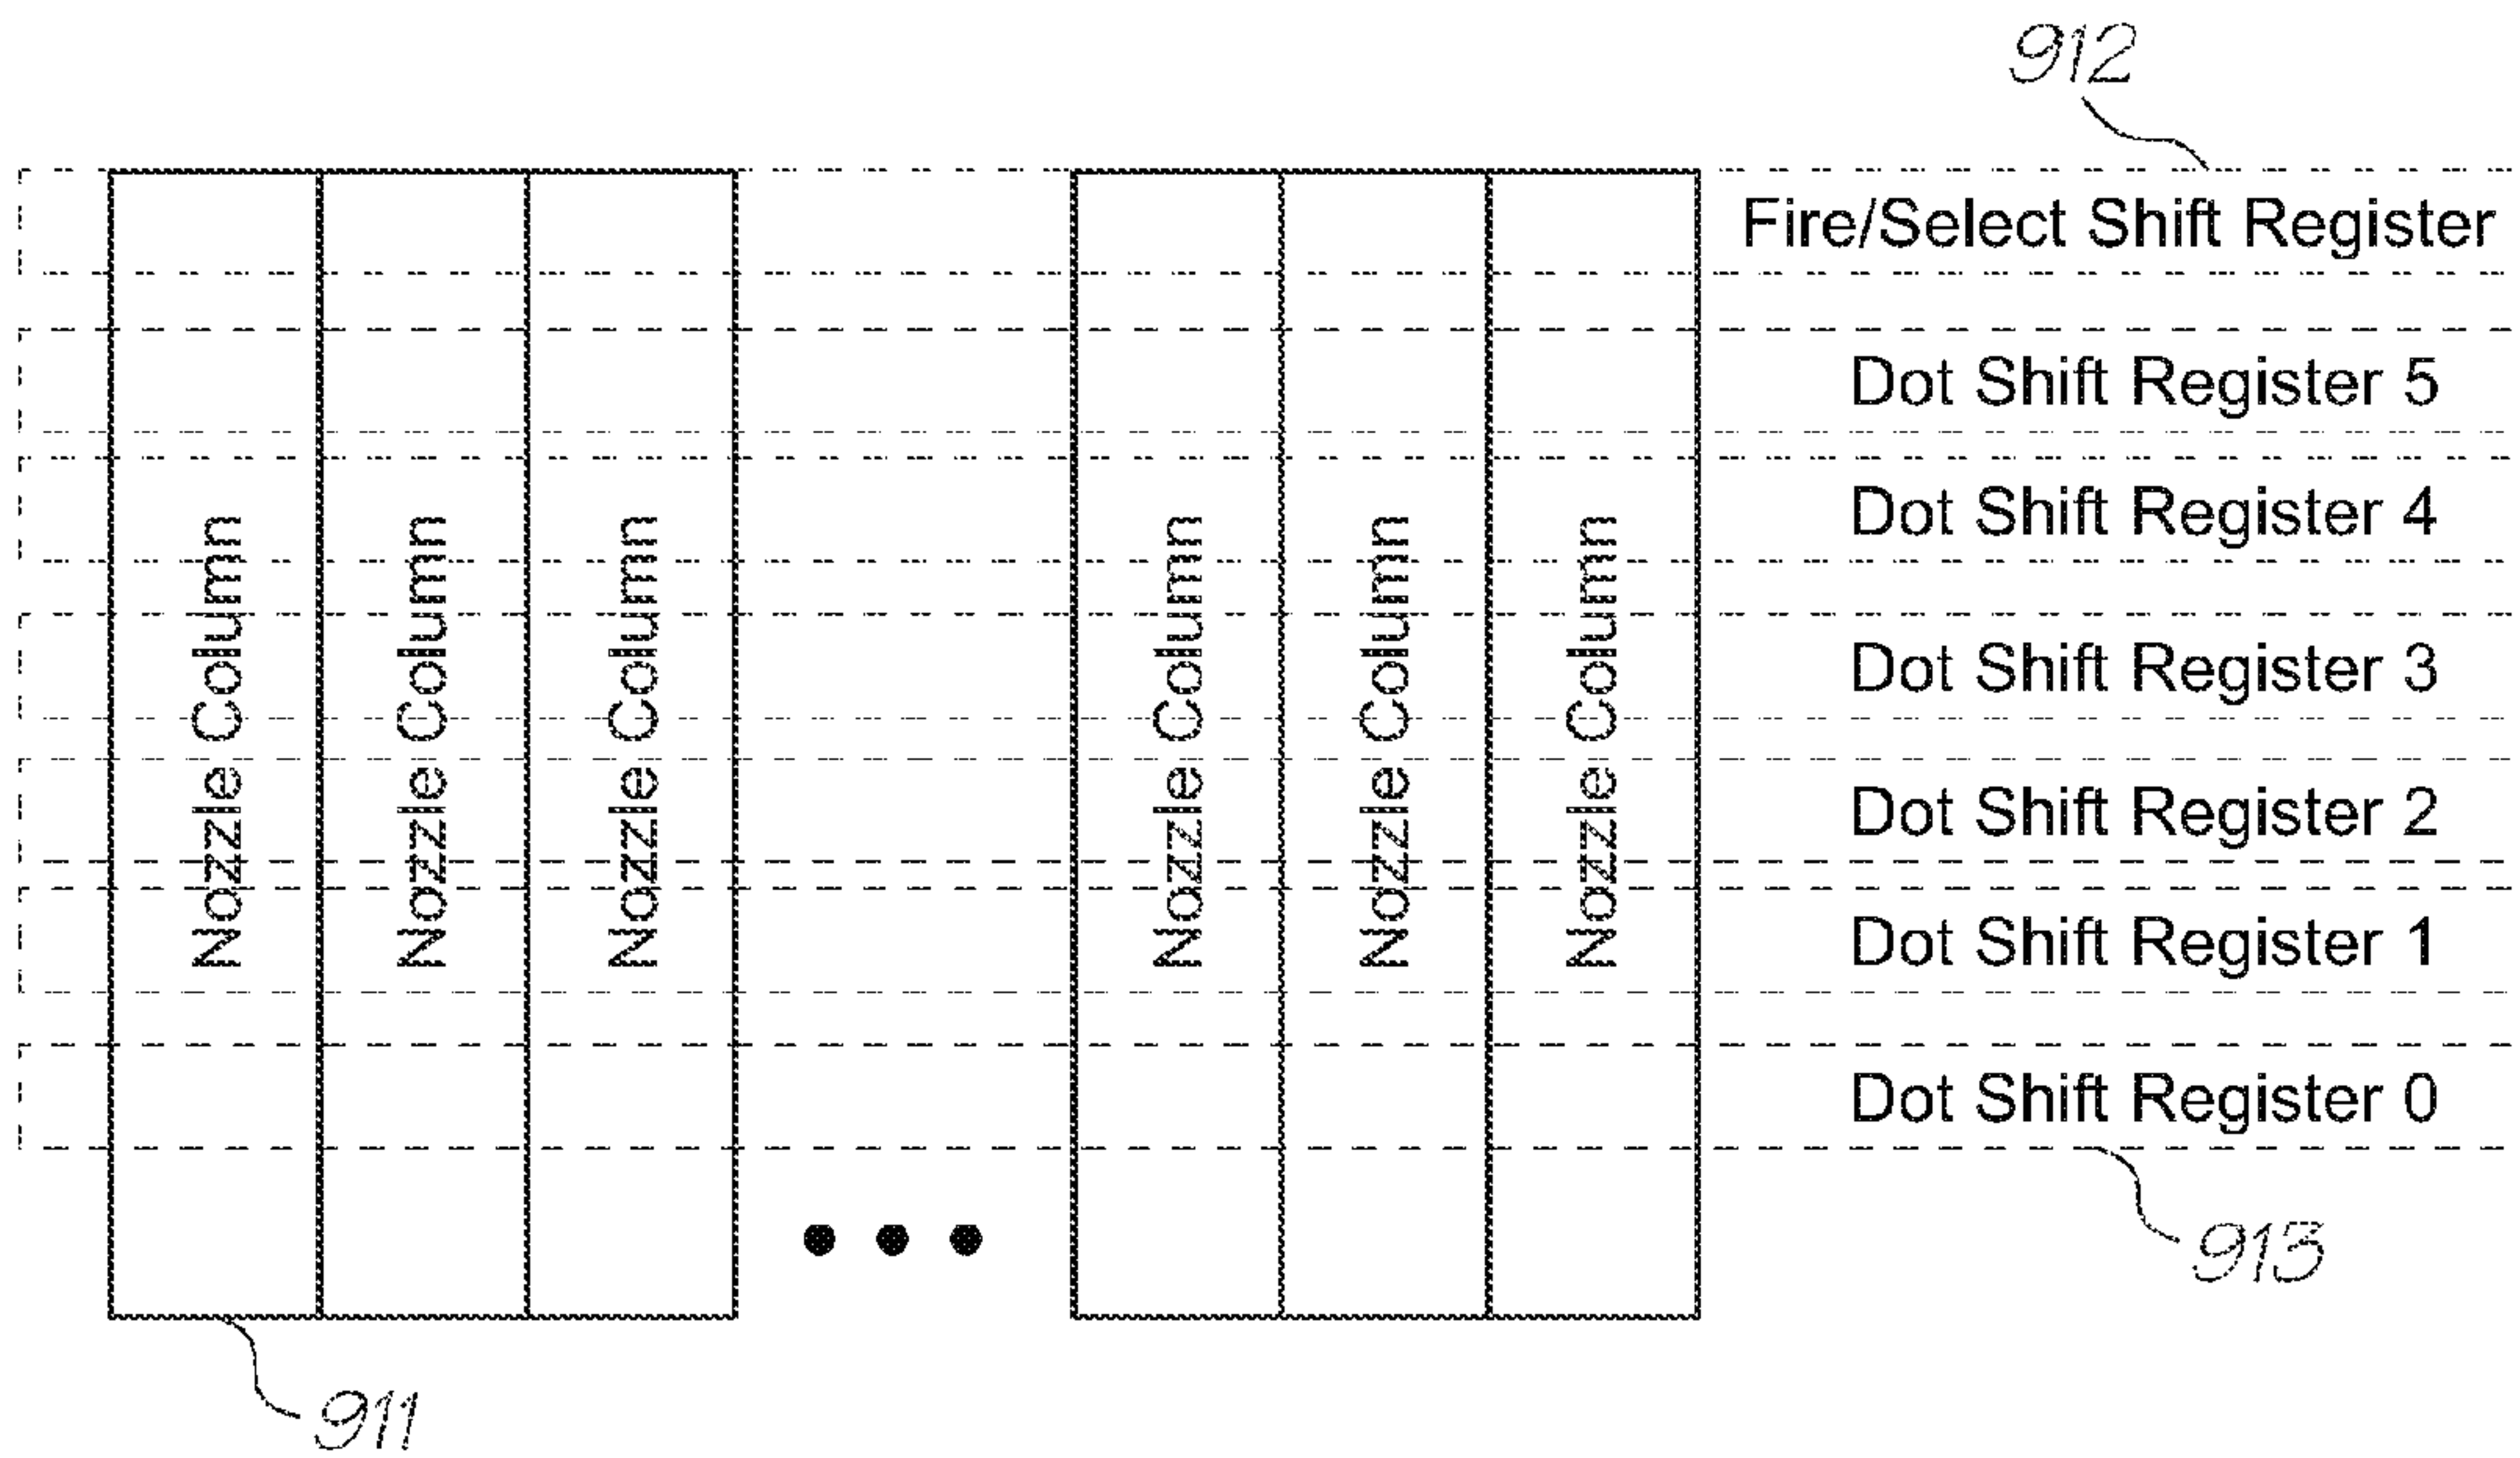 912
Fire/Select Shift Register
Dot Shift Register 5
Dot Shift Register 4
Dot Shift Register 3
Dot Shift Register 2
Dot Shift Register 1
Dot Shift Register 0
Nozzle Column
Nozzle Column
Nozzle Column
Nozzle Column
Nozzle Column
Nozzle Column
913
911